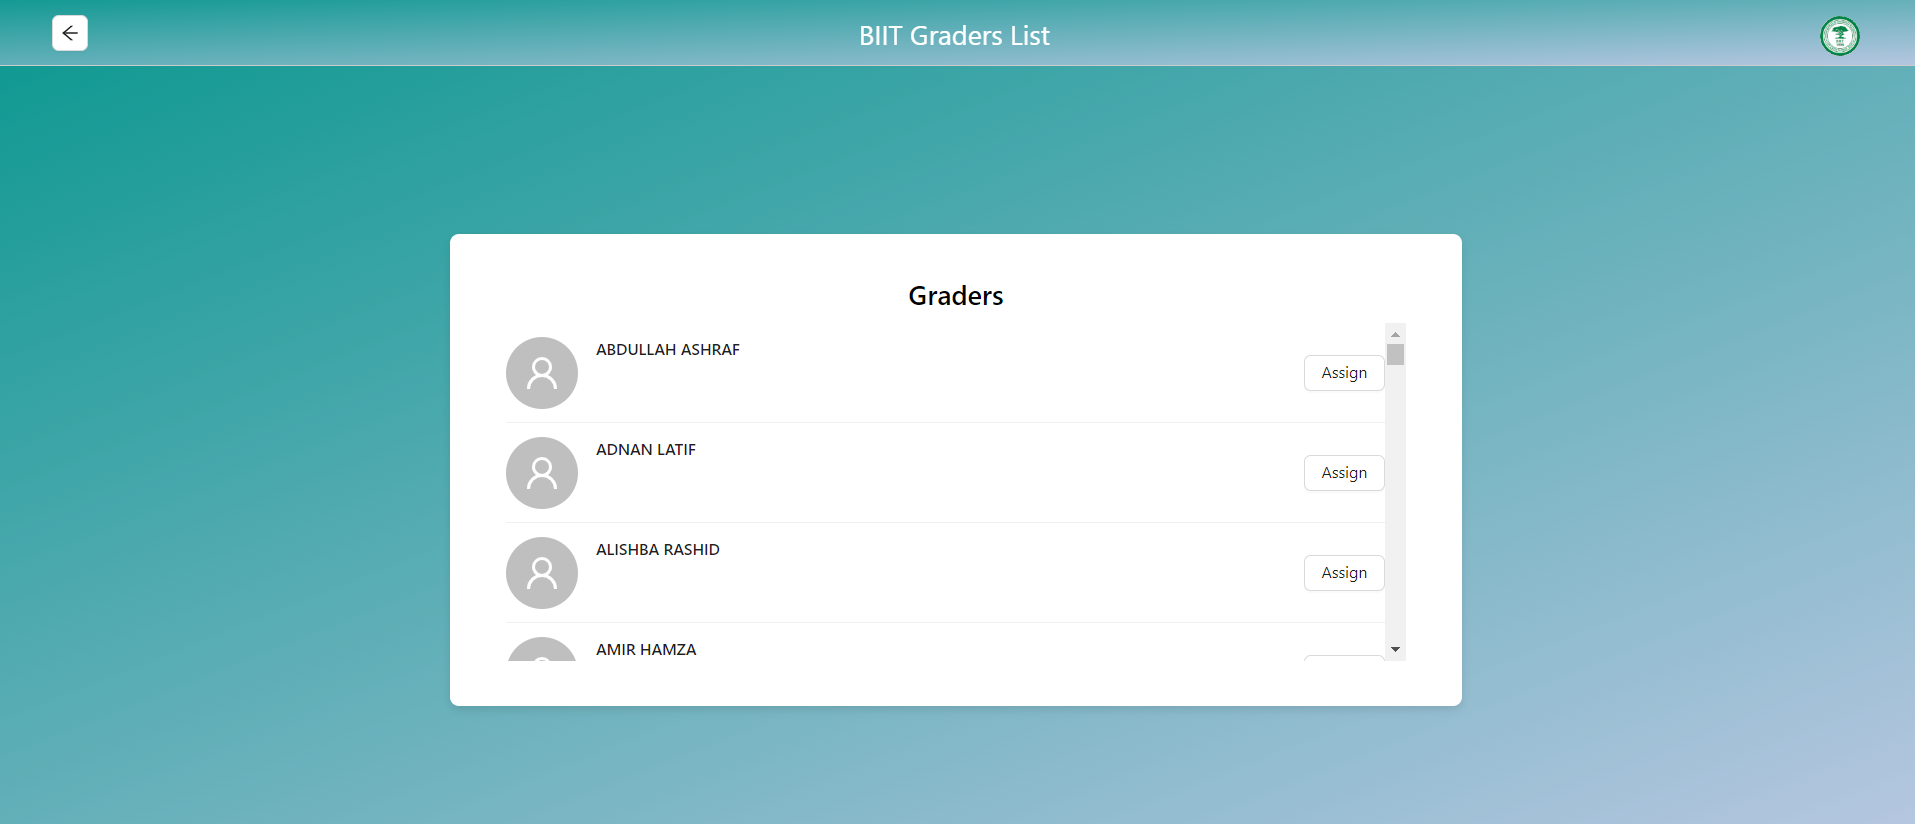 BIIT Graders List
Graders
ABDULLAH ASHRAF
Assign
ADNAN LATIF
Assign
ALISHBA RASHID
Assign
AMIR HAMZA